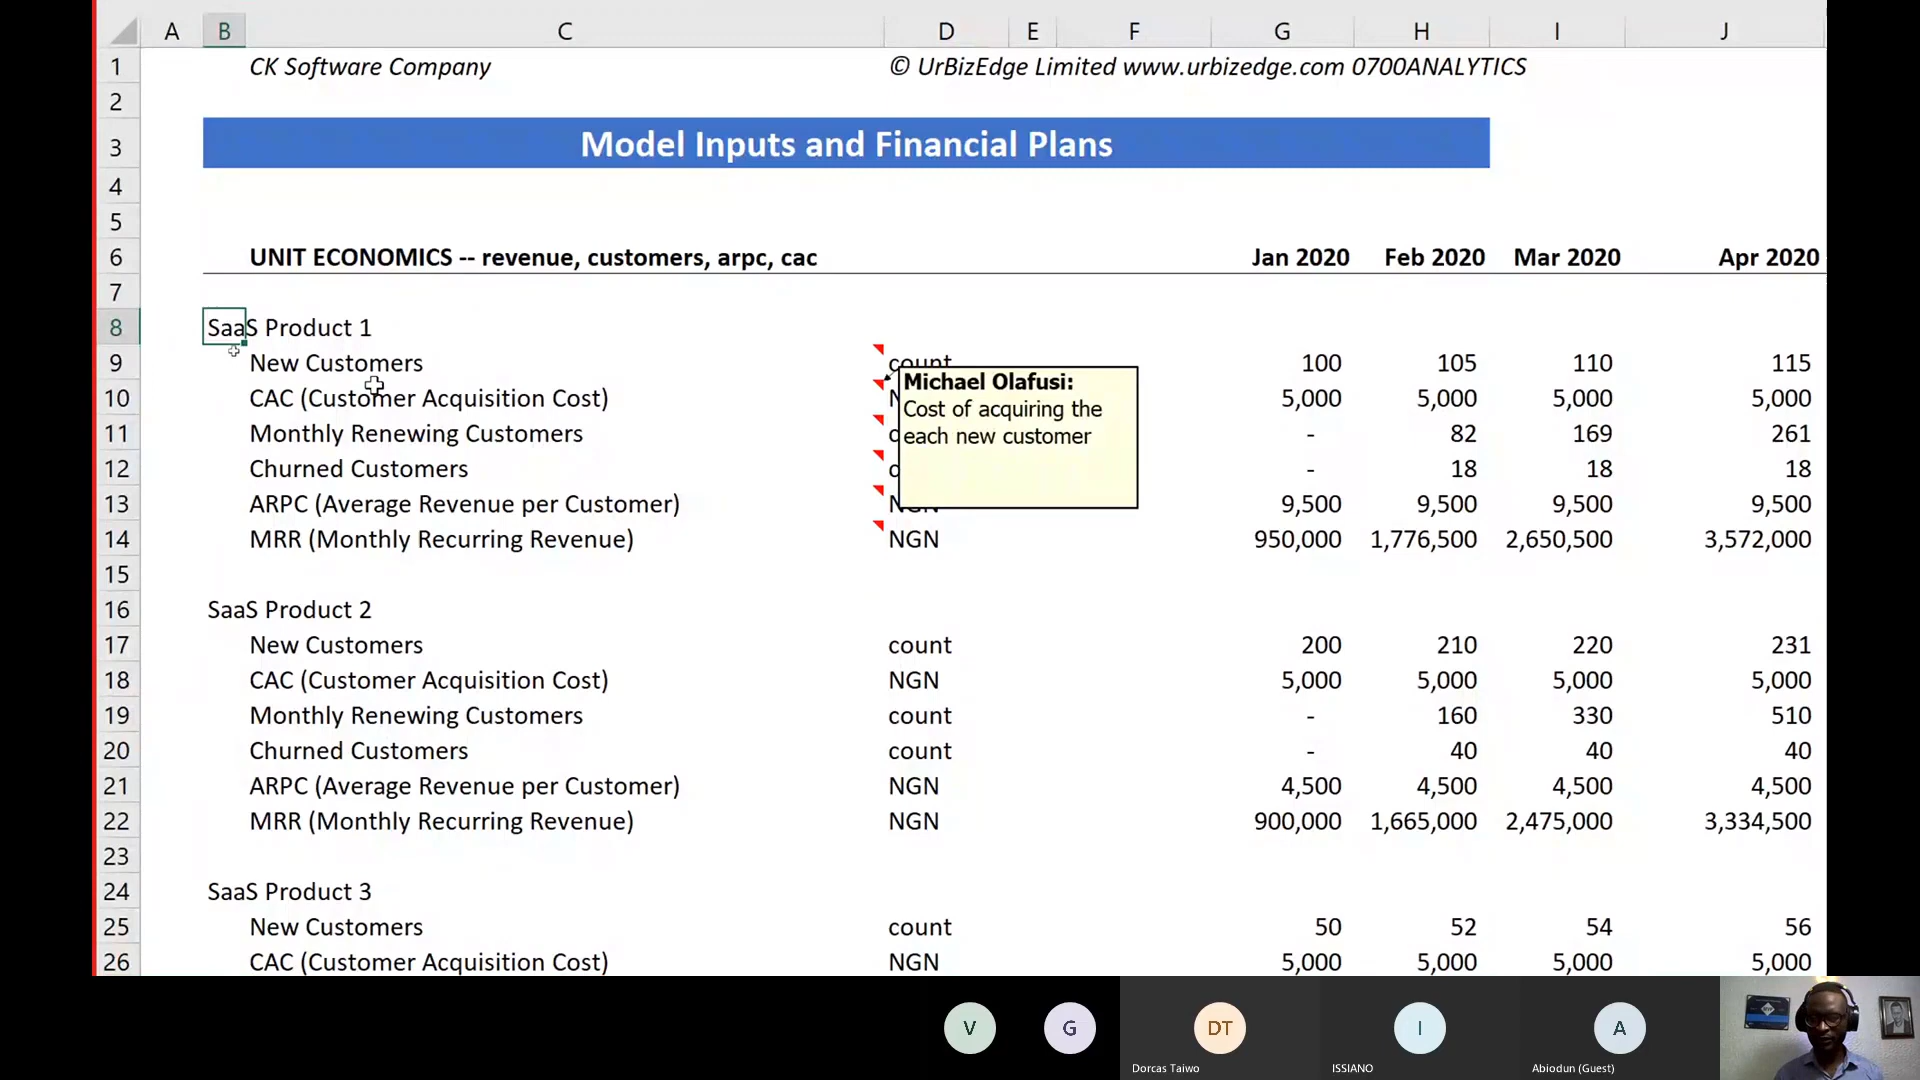 A B C D E F G H I J
1 CK Software Company © UrBizEdge Limited www.urbizedge.com 0700ANALYTICS
2
3 Model Inputs and Financial Plans
4
5
6 UNIT ECONOMICS -- revenue, customers, arpc, cac Jan 2020 Feb 2020 Mar 2020 Apr 2020
7
8 SaaS Product 1
9 New Customers count 100 105 110 115
10 CAC (Customer Acquisition Cost) 5,000 5,000 5,000 5,000
Michael Olafusi:
Cost of acquiring the
each new customer
11 Monthly Renewing Customers - 82 169 261
12 Churned Customers - 18 18 18
13 ARPC (Average Revenue per Customer) NGN 9,500 9,500 9,500 9,500
14 MRR (Monthly Recurring Revenue) NGN 950,000 1,776,500 2,650,500 3,572,000
15
16 SaaS Product 2
17 New Customers count 200 210 220 231
18 CAC (Customer Acquisition Cost) NGN 5,000 5,000 5,000 5,000
19 Monthly Renewing Customers count - 160 330 510
20 Churned Customers count - 40 40 40
21 ARPC (Average Revenue per Customer) NGN 4,500 4,500 4,500 4,500
22 MRR (Monthly Recurring Revenue) NGN 900,000 1,665,000 2,475,000 3,334,500
23
24 SaaS Product 3
25 New Customers count 50 52 54 56
26 CAC (Customer Acquisition Cost) NGN 5,000 5,000 5,000 5,000
V G DT I A
Dorcas Taiwo ISSIANO Abiodun (Guest)